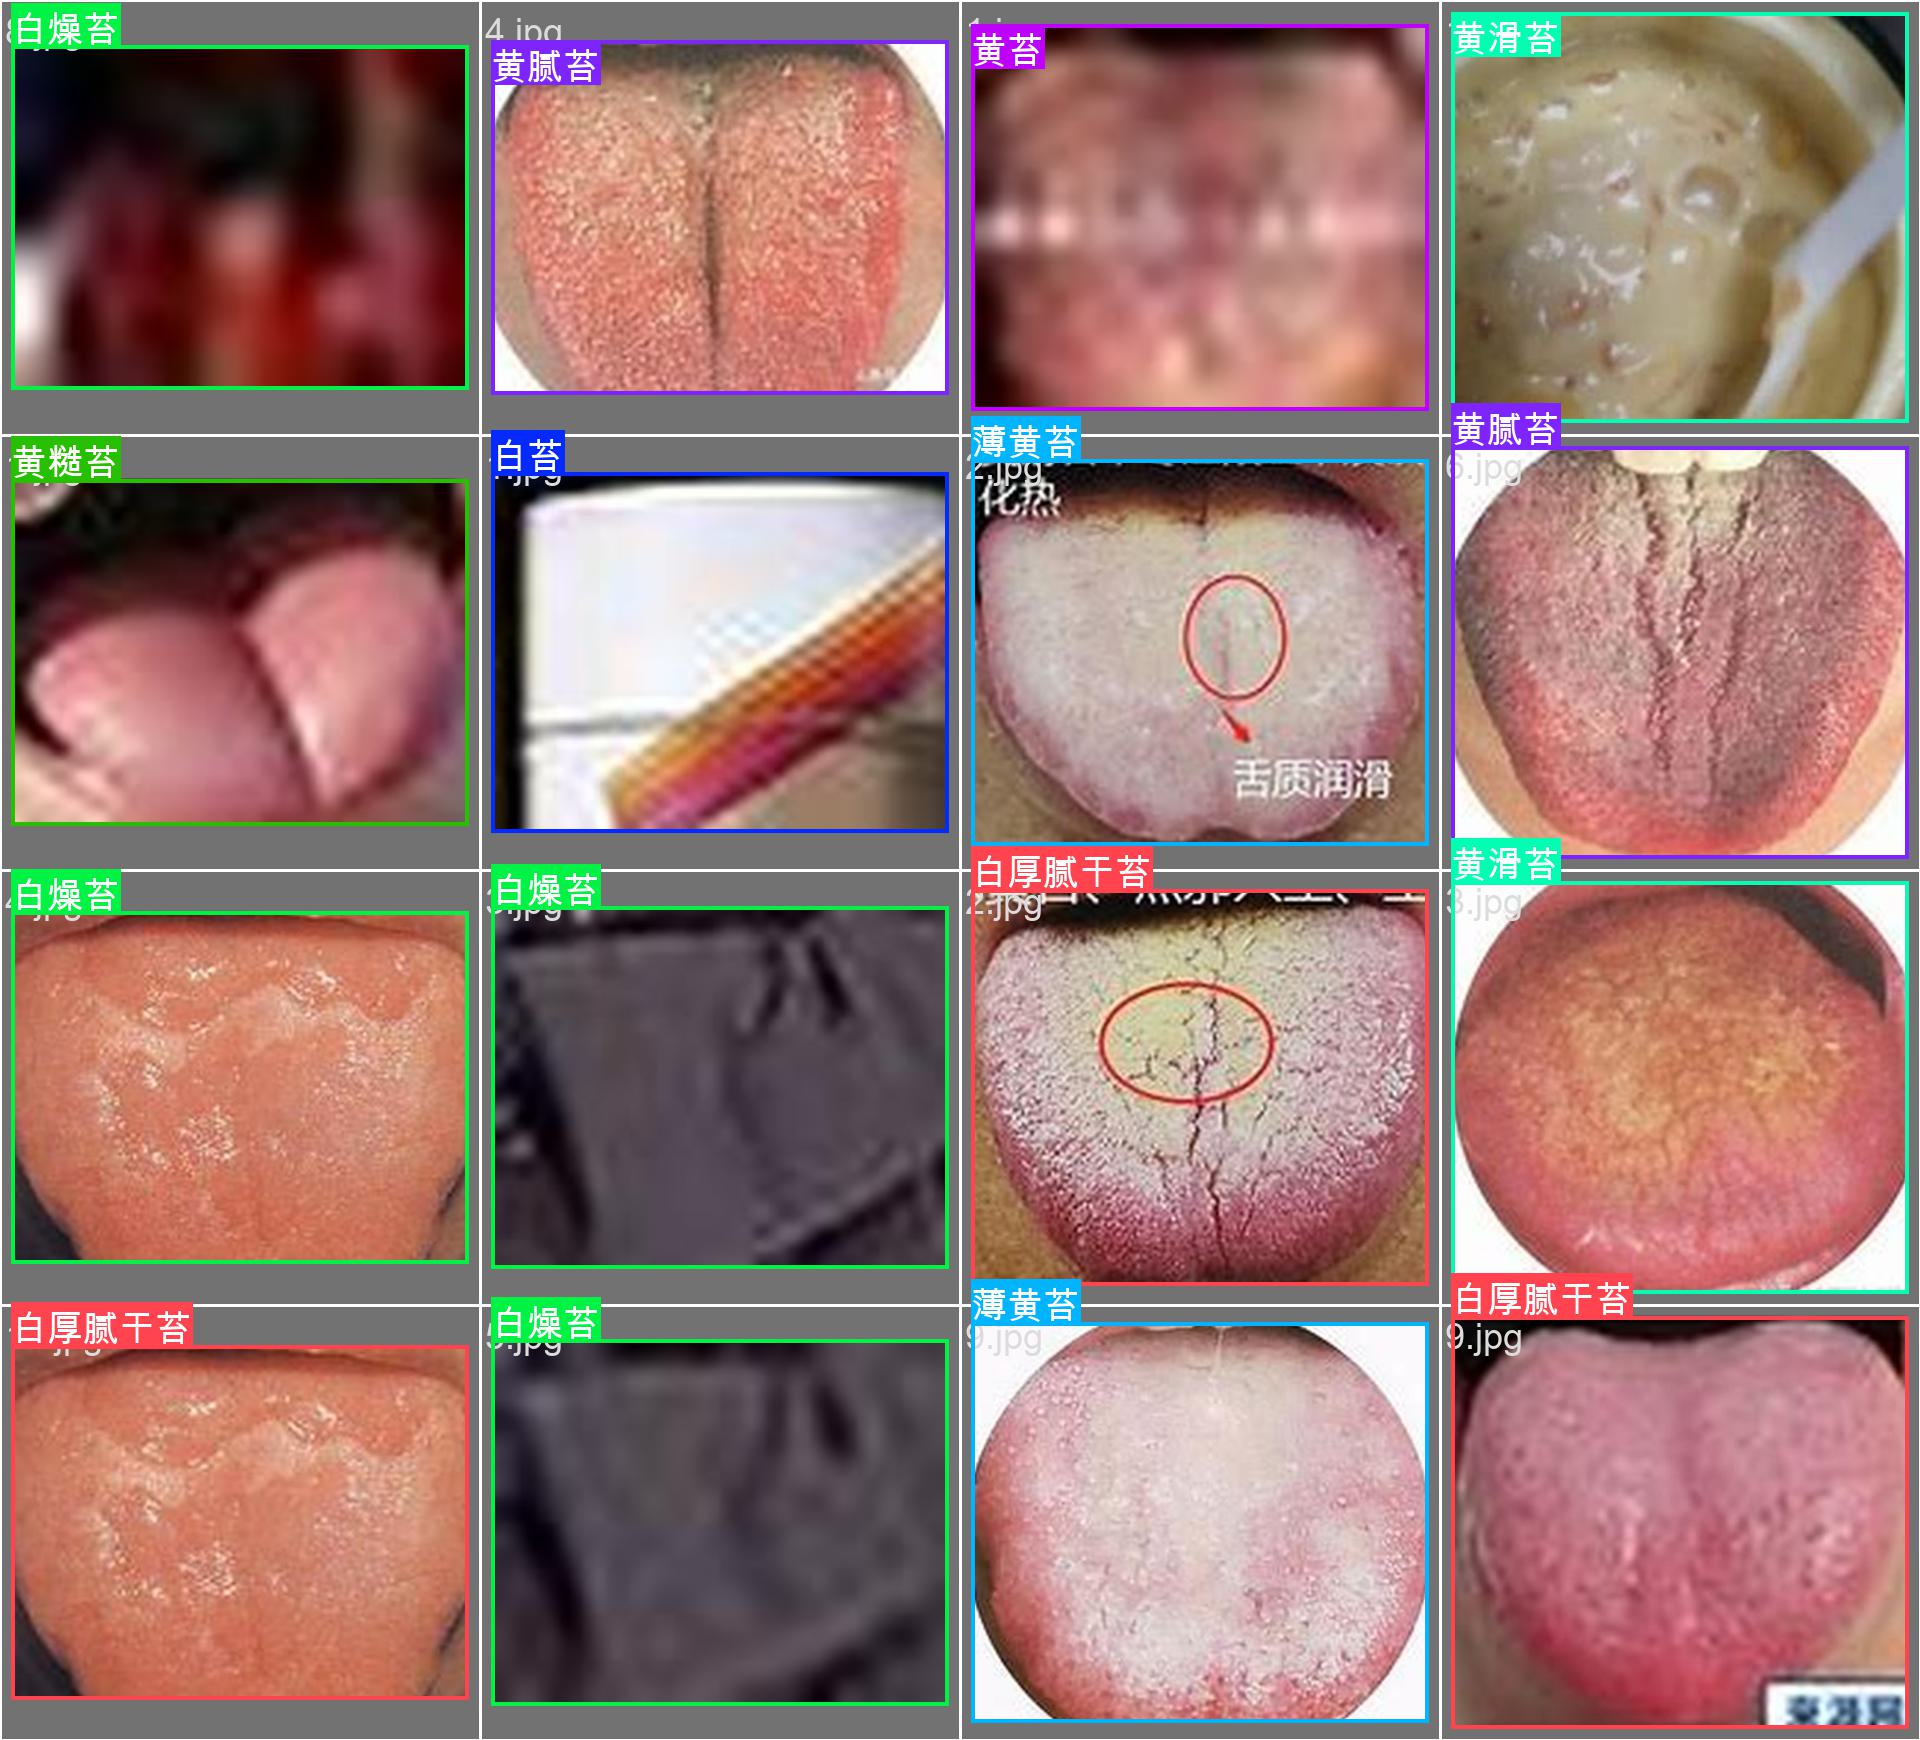 白燥苔
4.jpg
黄腻苔
黄苔
黄滑苔
黄糙苔
白苔
薄黄苔
2.jpg
化热
舌质润滑
黄腻苔
6.jpg
白燥苔
白燥苔
白厚腻干苔
2.jpg
黄滑苔
3.jpg
白厚腻干苔
白燥苔
5.jpg
薄黄苔
9.jpg
白厚腻干苔
9.jpg